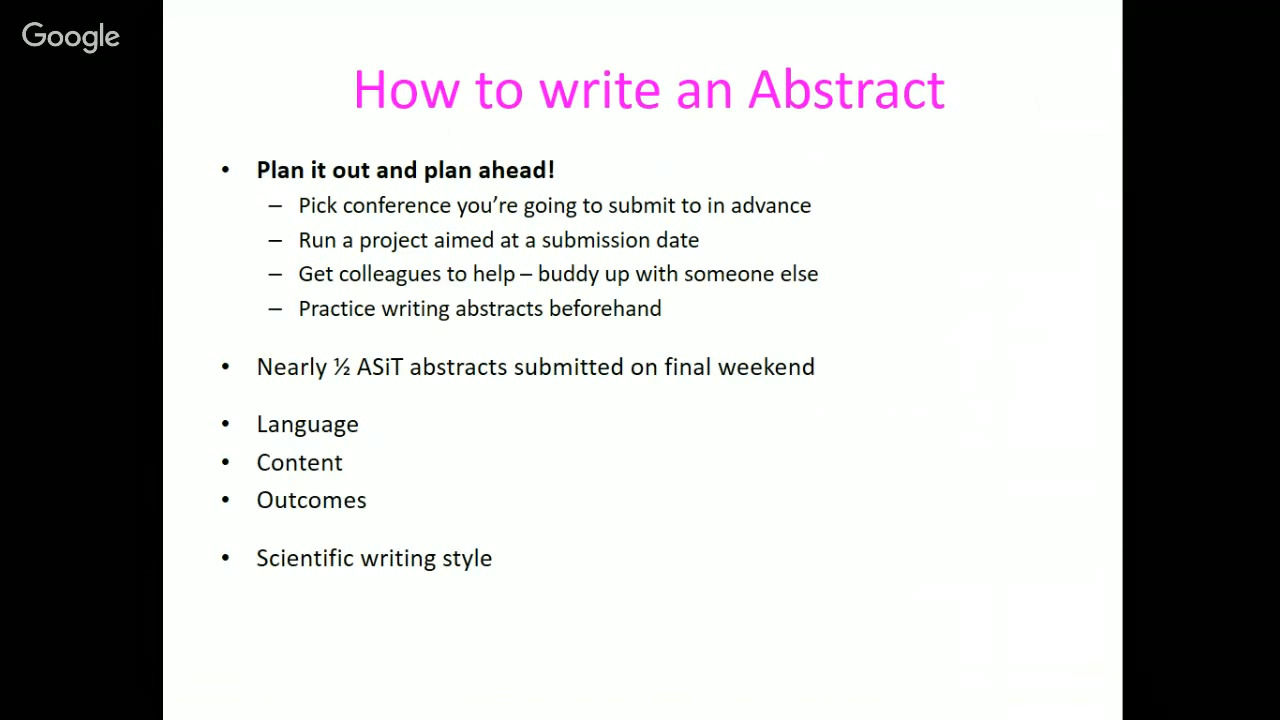 Google
How to write an Abstract
• Plan it out and plan ahead!
– Pick conference you’re going to submit to in advance
– Run a project aimed at a submission date
– Get colleagues to help – buddy up with someone else
– Practice writing abstracts beforehand
• Nearly ½ ASiT abstracts submitted on final weekend
• Language
• Content
• Outcomes
• Scientific writing style